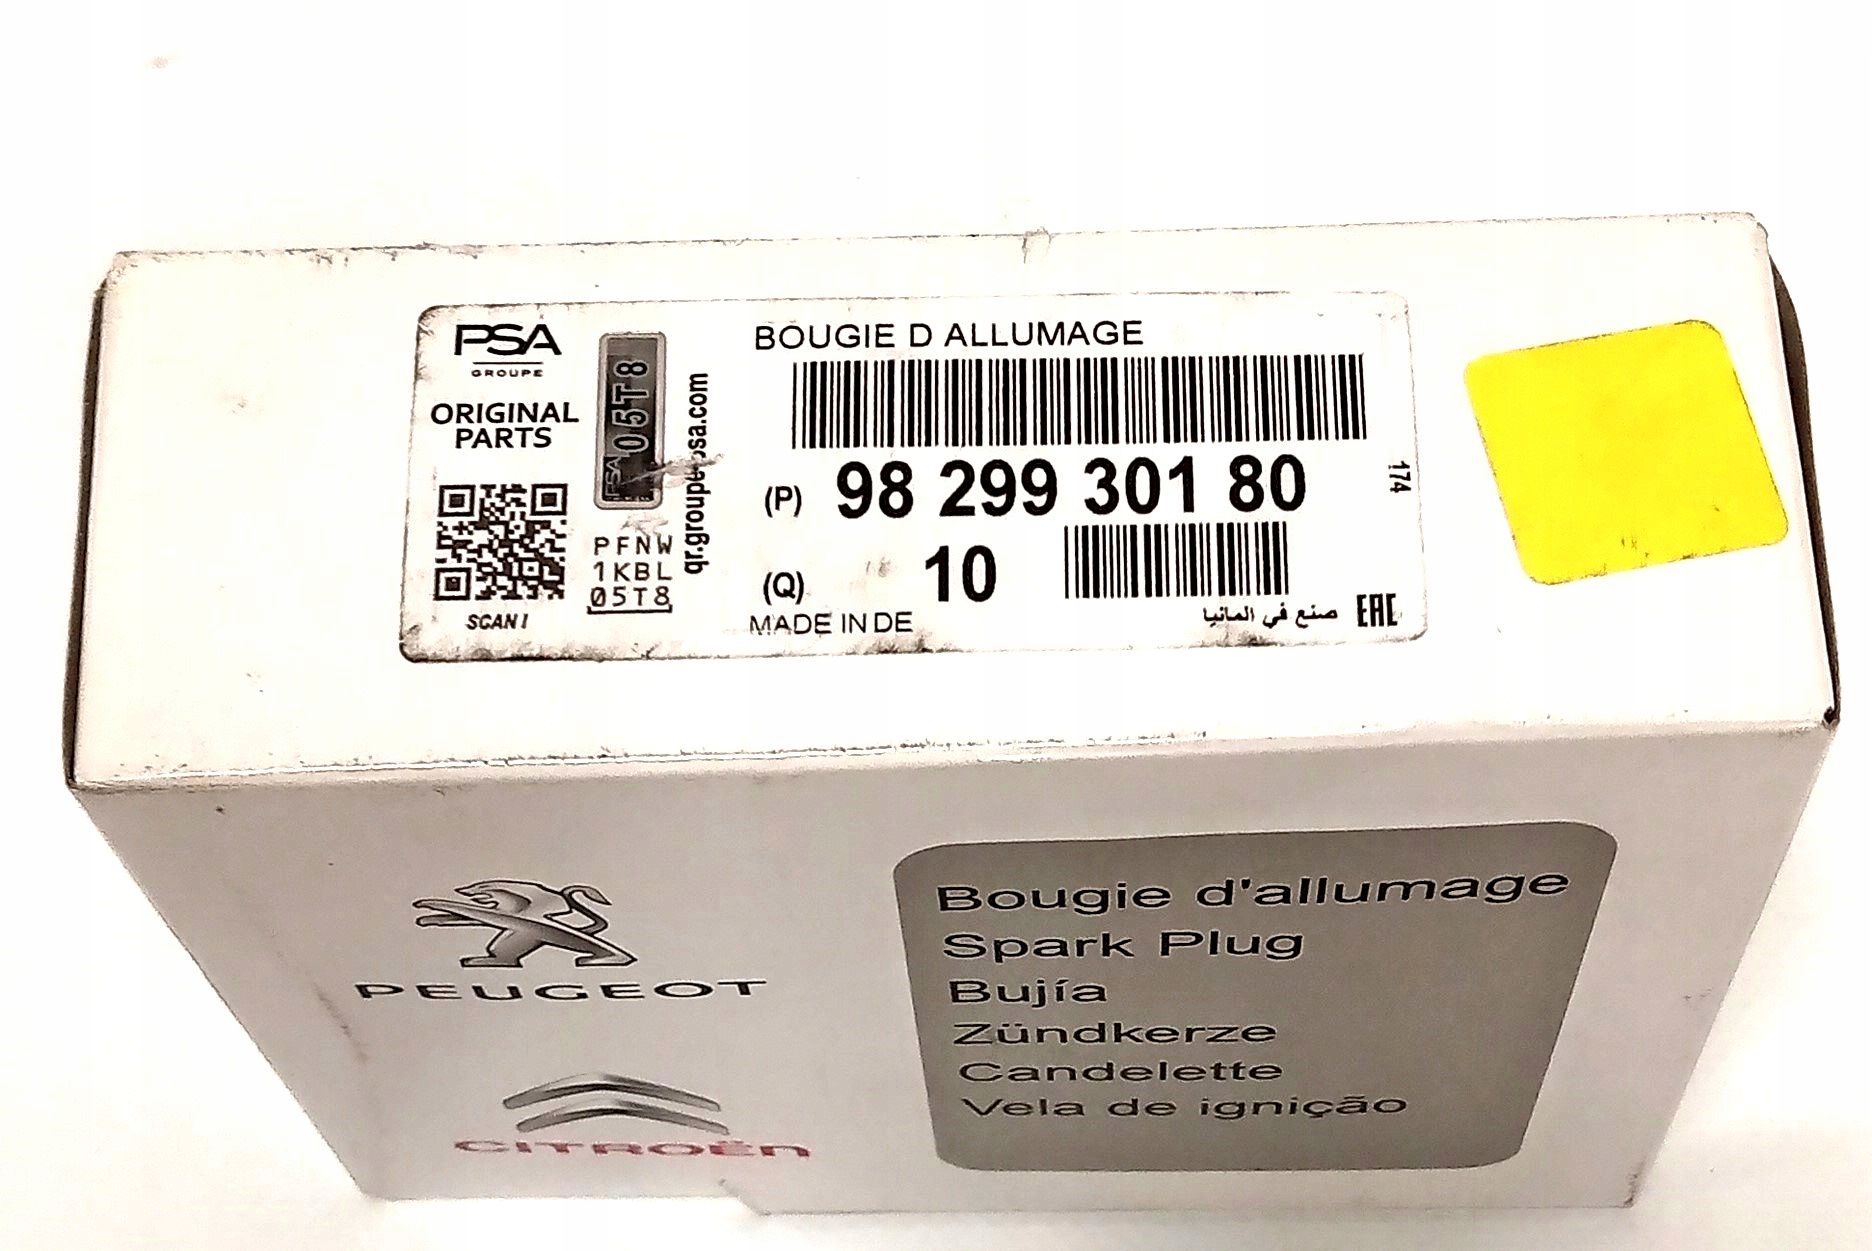 PSA
GROUPE
ORIGINAL
PARTS
SCAN !
PSA 05T8
PFNW
1KBL
05T8
qr.groupe-psa.com
BOUGIE D ALLUMAGE
(P) 98 299 301 80
(Q) 10
MADE IN DE
صنع في المانيا
EAC
174
PEUGEOT
CITROËN
Bougie d'allumage
Spark Plug
Bujía
Zündkerze
Candelette
Vela de ignição